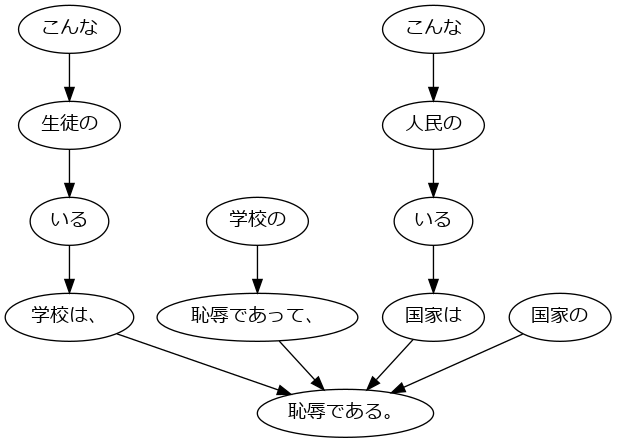 こんな
こんな
生徒の
人民の
いる
学校の
いる
学校は、
恥辱であって、
国家は
国家の
恥辱である。